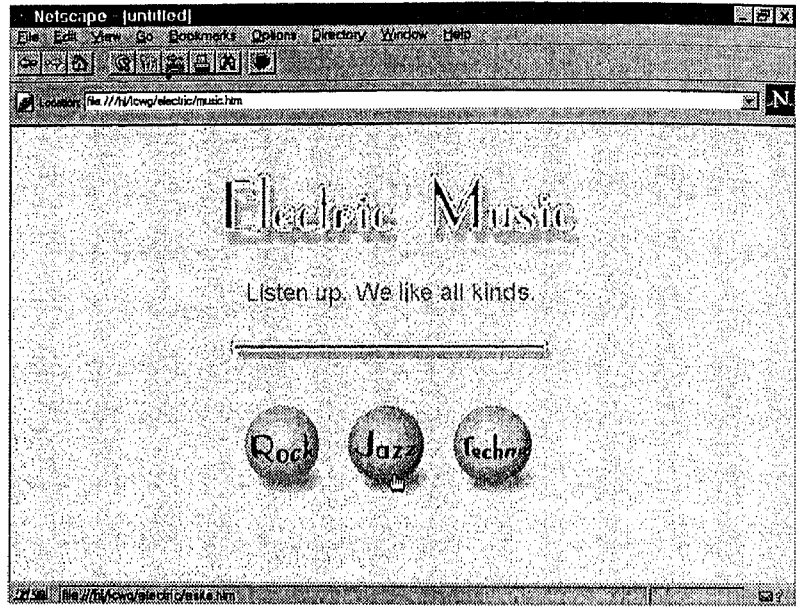 Netscape - [untitled]
File Edit View Go Bookmarks Options Directory Window Help
Location: file:///h|/lcwg/electric/music.htm
N
Electric Music
Listen up. We like all kinds.
Rock Jazz Techno